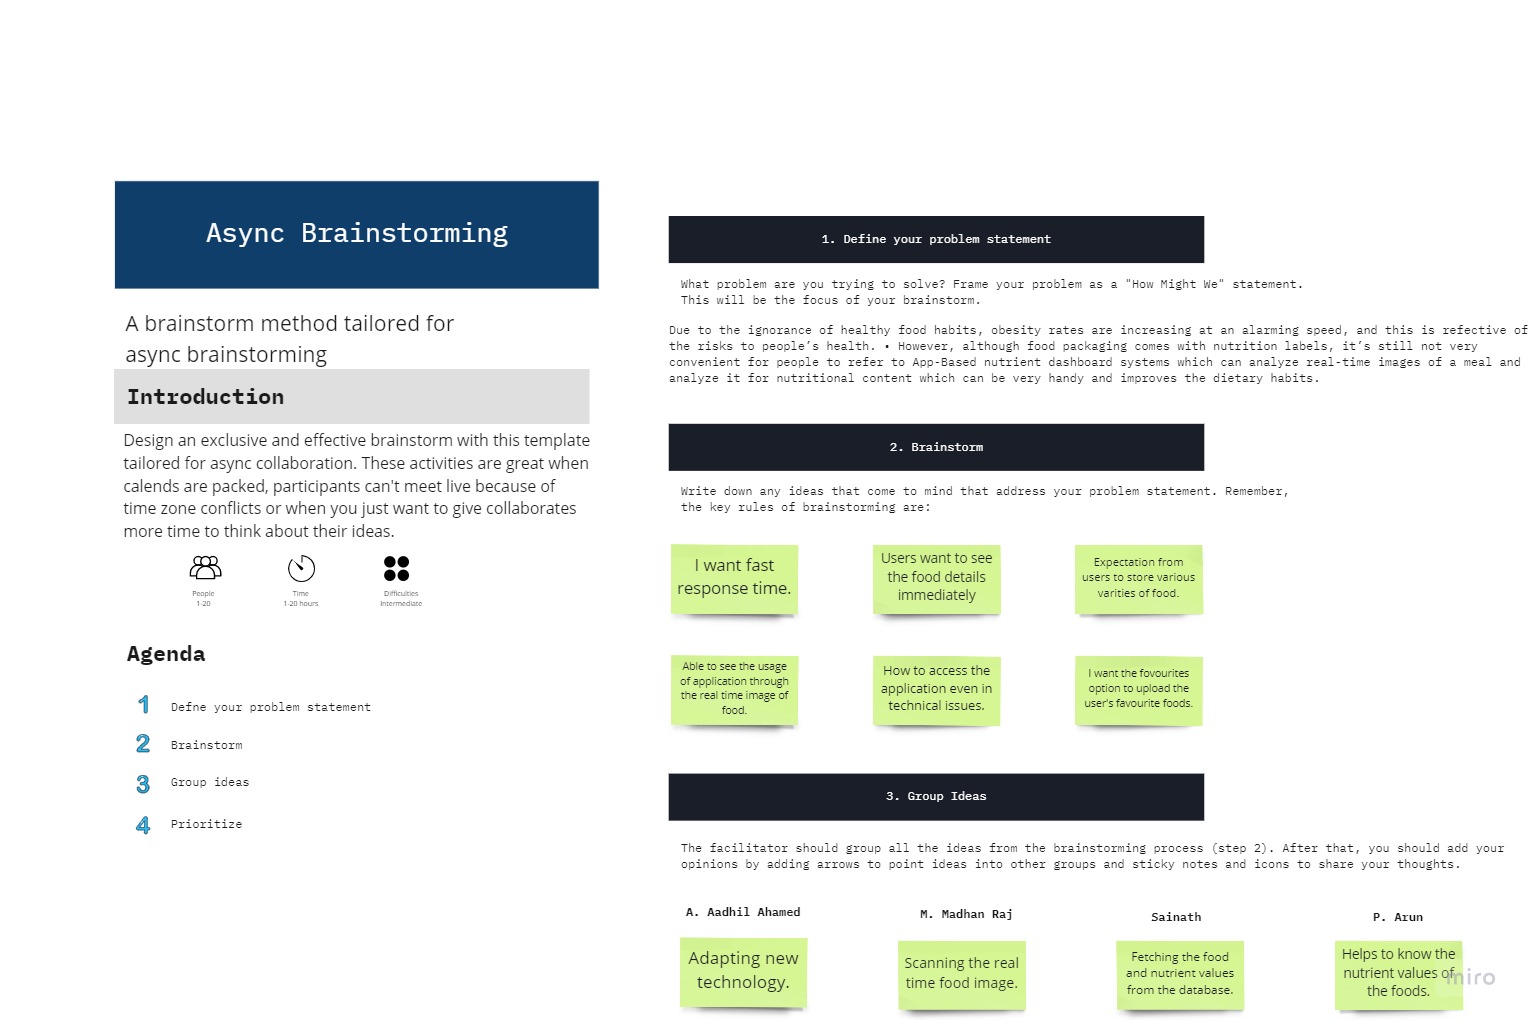 Async Brainstorming
A brainstorm method tailored for
async brainstorming
Introduction
Design an exclusive and effective brainstorm with this template
tailored for async collaboration. These activities are great when
calends are packed, participants can't meet live because of
time zone conflicts or when you just want to give collaborates
more time to think about their ideas.
People
1-20
Time
1-20 hours
Difficulties
Intermediate
Agenda
1 Defne your problem statement
2 Brainstorm
3 Group ideas
4 Prioritize
1. Define your problem statement
What problem are you trying to solve? Frame your problem as a "How Might We" statement.
This will be the focus of your brainstorm.
Due to the ignorance of healthy food habits, obesity rates are increasing at an alarming speed, and this is refective of
the risks to people’s health. • However, although food packaging comes with nutrition labels, it’s still not very
convenient for people to refer to App-Based nutrient dashboard systems which can analyze real-time images of a meal and
analyze it for nutritional content which can be very handy and improves the dietary habits.
2. Brainstorm
Write down any ideas that come to mind that address your problem statement. Remember,
the key rules of brainstorming are:
I want fast
response time.
Users want to see
the food details
immediately
Expectation from
users to store various
varities of food.
Able to see the usage
of application through
the real time image of
food.
How to access the
application even in
technical issues.
I want the fovourites
option to upload the
user's favourite foods.
3. Group Ideas
The facilitator should group all the ideas from the brainstorming process (step 2). After that, you should add your
opinions by adding arrows to point ideas into other groups and sticky notes and icons to share your thoughts.
A. Aadhil Ahamed
Adapting new
technology.
M. Madhan Raj
Scanning the real
time food image.
Sainath
Fetching the food
and nutrient values
from the database.
P. Arun
Helps to know the
nutrient values of
the foods.
miro